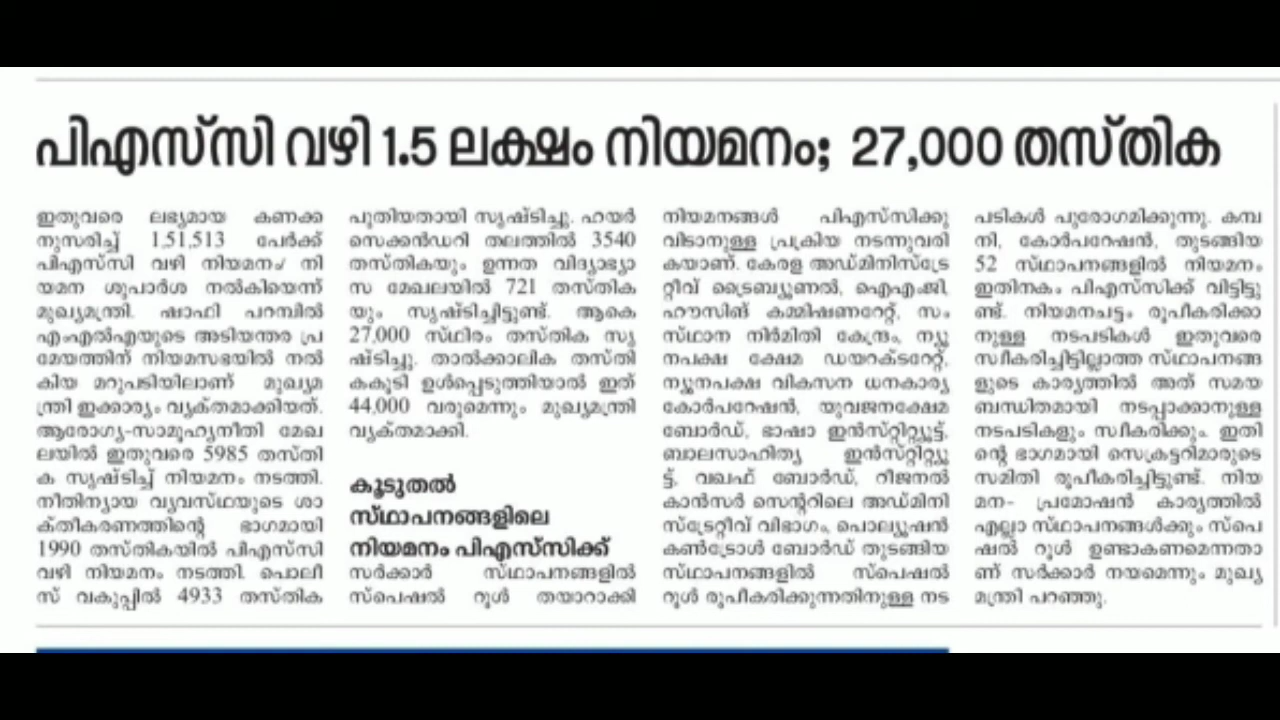 പിഎസ്‌സി വഴി 1.5 ലക്ഷം നിയമനം; 27,000 തസ്തിക
ഇതുവരെ ലഭ്യമായ കണക്ക
നുസരിച്ച് 1,51,513 പേർക്ക്
പിഎസ്‌സി വഴി നിയമനം/ നി
യമന ശുപാർശ നൽകിയെന്ന്
മുഖ്യമന്ത്രി. ഷാഫി പറമ്പിൽ
എംഎൽഎയുടെ അടിയന്തര പ്ര
മേയത്തിന് നിയമസഭയിൽ നൽ
കിയ മറുപടിയിലാണ് മുഖ്യമ
ന്ത്രി ഇക്കാര്യം വ്യക്തമാക്കിയത്.
ആരോഗ്യ-സാമൂഹ്യനീതി മേഖ
ലയിൽ ഇതുവരെ 5985 തസ്തി
ക സൃഷ്ടിച്ച് നിയമനം നടത്തി.
നീതിന്യായ വ്യവസ്ഥയുടെ ശാ
ക്തീകരണത്തിന്റെ ഭാഗമായി
1990 തസ്തികയിൽ പിഎസ്‌സി
വഴി നിയമനം നടത്തി. പൊലീ
സ് വകുപ്പിൽ 4933 തസ്തിക
പുതിയതായി സൃഷ്ടിച്ചു. ഹയർ
സെക്കൻഡറി തലത്തിൽ 3540
തസ്തികയും ഉന്നത വിദ്യാഭ്യാ
സ മേഖലയിൽ 721 തസ്തിക
യും സൃഷ്ടിച്ചിട്ടുണ്ട്. ആകെ
27,000 സ്ഥിരം തസ്തിക സൃ
ഷ്ടിച്ചു. താൽക്കാലിക തസ്തി
കകൂടി ഉൾപ്പെടുത്തിയാൽ ഇത്
44,000 വരുമെന്നും മുഖ്യമന്ത്രി
വ്യക്തമാക്കി.
കൂടുതൽ
സ്ഥാപനങ്ങളിലെ
നിയമനം പിഎസ്‌സിക്ക്
സർക്കാർ സ്ഥാപനങ്ങളിൽ
സ്പെഷൽ റൂൾ തയാറാക്കി
നിയമനങ്ങൾ പിഎസ്‌സിക്കു
വിടാനുള്ള പ്രക്രിയ നടന്നുവരി
കയാണ്. കേരള അഡ്മിനിസ്ട്രേ
റ്റീവ് ട്രൈബ്യൂണൽ, ഐഎംജി,
ഹൗസിങ് കമ്മിഷണറേറ്റ്, സം
സ്ഥാന നിർമിതി കേന്ദ്രം, ന്യൂ
നപക്ഷ ക്ഷേമ ഡയറക്ടറേറ്റ്,
ന്യൂനപക്ഷ വികസന ധനകാര്യ
കോർപറേഷൻ, യുവജനക്ഷേമ
ബോർഡ്, ഭാഷാ ഇൻസ്റ്റിറ്റ്യൂട്ട്,
ബാലസാഹിത്യ ഇൻസ്റ്റിറ്റ്യൂ
ട്ട്, വഖഫ് ബോർഡ്, റീജനൽ
കാൻസർ സെന്ററിലെ അഡ്മിനി
സ്ട്രേറ്റീവ് വിഭാഗം, പൊല്യൂഷൻ
കൺട്രോൾ ബോർഡ് തുടങ്ങിയ
സ്ഥാപനങ്ങളിൽ സ്പെഷൽ
റൂൾ രൂപീകരിക്കുന്നതിനുള്ള നട
പടികൾ പുരോഗമിക്കുന്നു. കമ്പ
നി, കോർപറേഷൻ, തുടങ്ങിയ
52 സ്ഥാപനങ്ങളിൽ നിയമനം
ഇതിനകം പിഎസ്‌സിക്ക് വിട്ടിട്ടു
ണ്ട്. നിയമനചട്ടം രൂപീകരിക്കാ
നുള്ള നടപടികൾ ഇതുവരെ
സ്വീകരിച്ചിട്ടില്ലാത്ത സ്ഥാപനങ്ങ
ളുടെ കാര്യത്തിൽ അത് സമയ
ബന്ധിതമായി നടപ്പാക്കാനുള്ള
നടപടികളും സ്വീകരിക്കും. ഇതി
ന്റെ ഭാഗമായി സെക്രട്ടറിമാരുടെ
സമിതി രൂപീകരിച്ചിട്ടുണ്ട്. നിയ
മന- പ്രമോഷൻ കാര്യത്തിൽ
എല്ലാ സ്ഥാപനങ്ങൾക്കും സ്പെ
ഷൽ റൂൾ ഉണ്ടാകണമെന്നതാ
ണ് സർക്കാർ നയമെന്നും മുഖ്യ
മന്ത്രി പറഞ്ഞു.